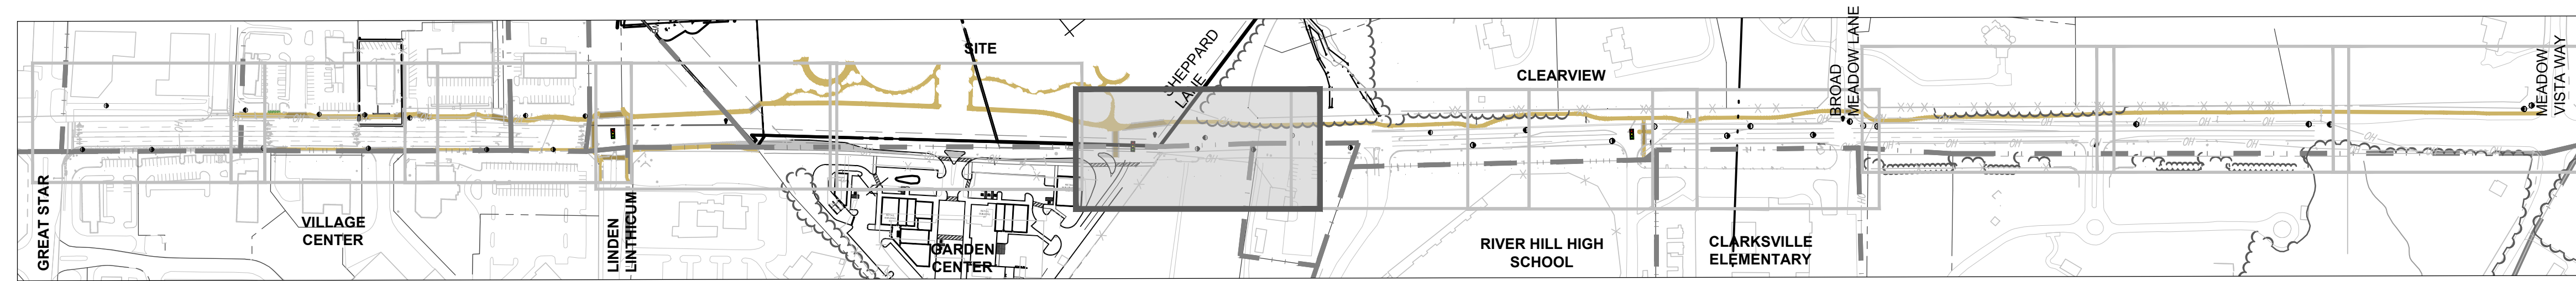 GREAT STAR
VILLAGE
CENTER
LINDEN
LINTHICUM
SITE
GARDEN
CENTER
SHEPPARD
LANE
CLEARVIEW
RIVER HILL HIGH
SCHOOL
CLARKSVILLE
ELEMENTARY
BROAD
MEADOW LANE
MEADOW
VISTA WAY